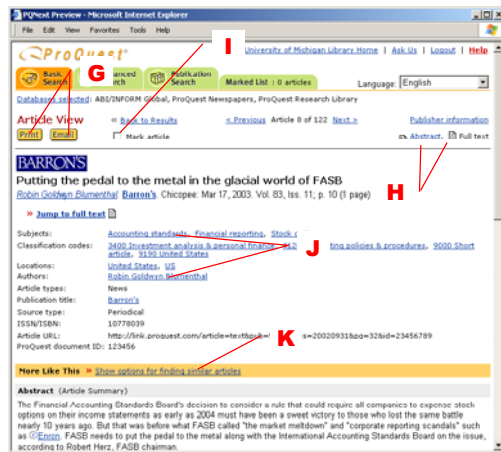 PQNext Preview - Microsoft Internet Explorer
File Edit View Favorites Tools Help
ProQuest®
I
University of Michigan Library Home | Ask Us | Logout | Help
Basic Search
G
Search
Publication Search
Marked List : 0 articles
Language: English
Databases selected: ABI/INFORM Global, ProQuest Newspapers, ProQuest Research Library
Article View
« Back to Results
< Previous Article 8 of 122 Next >
Publisher information
Print Email
Mark article
Abstract, Full text
H
BARRON'S
Putting the pedal to the metal in the glacial world of FASB
Robin Goldwyn Blumenthal. Barron's. Chicopee: Mar 17, 2003. Vol. 83, Iss. 11; p. 10 (1 page)
» Jump to full text
Subjects: Accounting standards, Financial reporting, Stock
Classification codes: 3400 Investment analysis & personal finance, policies & procedures, 9000 Short
article, 9190 United States
J
Locations: United States, US
Authors: Robin Goldwyn Blumenthal
Article types: News
Publication title: Barron's
Source type: Periodical
ISSN/ISBN: 10778039
K
Article URL: http://link.proquest.com/article=text&pub= s=20020931&pg=32&id=23456789
ProQuest document ID: 123456
More Like This » Show options for finding similar articles
Abstract (Article Summary)
The Financial Accounting Standards Board's decision to consider a rule that could require all companies to expense stock
options on their income statements as early as 2004 must have been a sweet victory to those who lost the same battle
nearly 10 years ago. But that was before what FASB called "the market meltdown" and "corporate reporting scandals" such
as Enron. FASB needs to put the pedal to the metal along with the International Accounting Standards Board on the issue,
according to Robert Herz, FASB chairman.